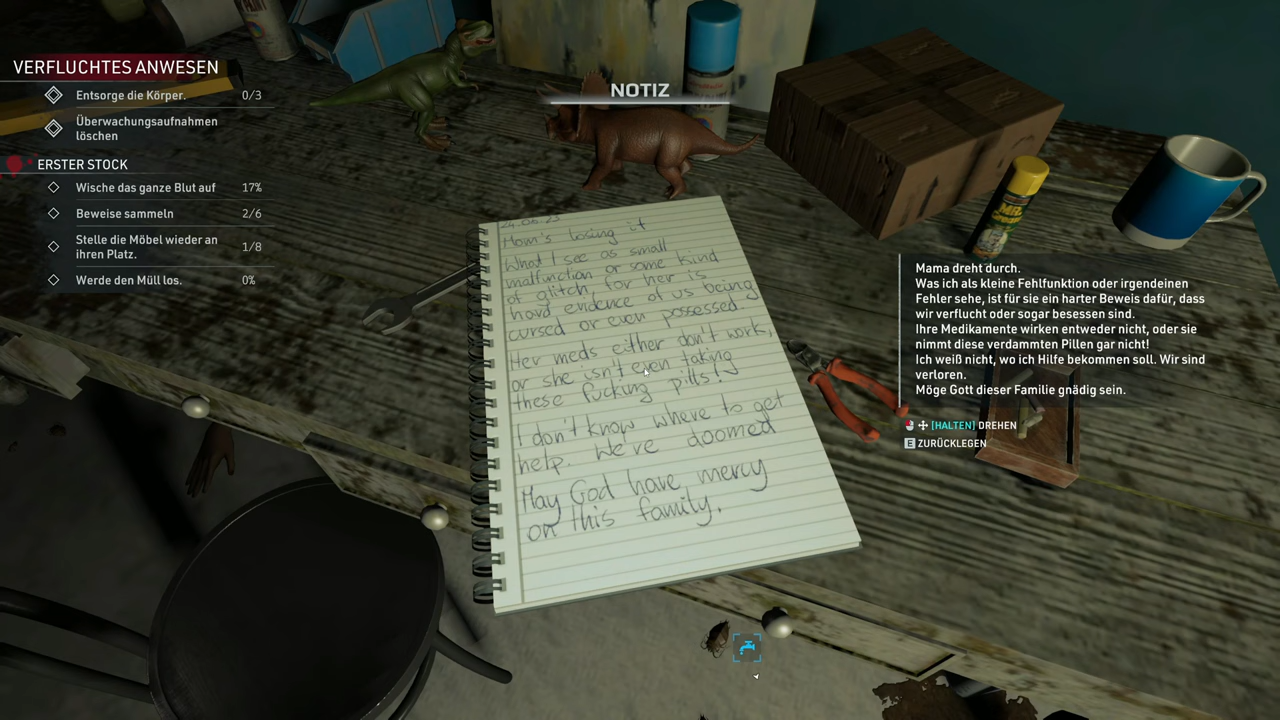 VERFLUCHTES ANWESEN
Entsorge die Körper. 0/3
Überwachungsaufnahmen
löschen
ERSTER STOCK
Wische das ganze Blut auf 17%
Beweise sammeln 2/6
Stelle die Möbel wieder an 1/8
ihren Platz.
Werde den Müll los. 0%
NOTIZ
Mom's losing it
What I see as small
malfunction or some kind
of glitch, for her is
hard evidence of us being
cursed or even possessed.
Her meds either don't work,
or she isn't even taking
these fucking pills!
I don't know where to get
help. We're doomed
May God have mercy
on this family.
Mama dreht durch.
Was ich als kleine Fehlfunktion oder irgendeinen
Fehler sehe, ist für sie ein harter Beweis dafür, dass
wir verflucht oder sogar besessen sind.
Ihre Medikamente wirken entweder nicht, oder sie
nimmt diese verdammten Pillen gar nicht!
Ich weiß nicht, wo ich Hilfe bekommen soll. Wir sind
verloren.
Möge Gott dieser Familie gnädig sein.
[HALTEN] DREHEN
E ZURÜCKLEGEN